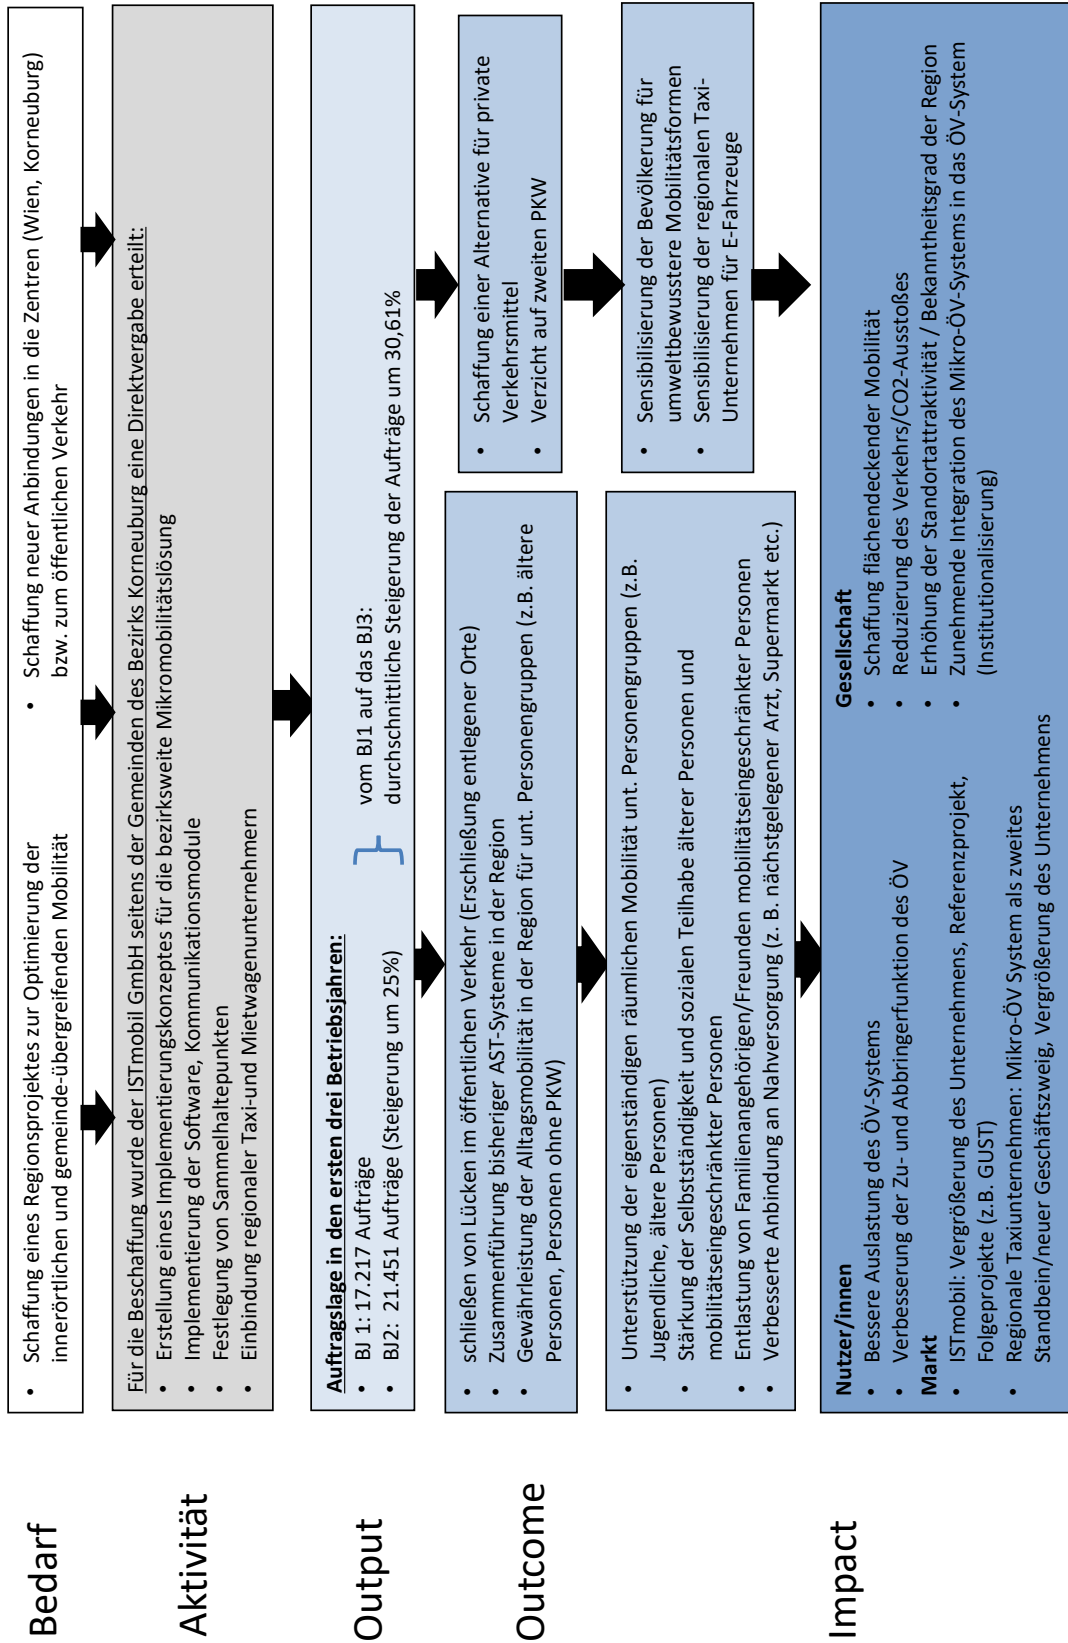 Bedarf
• Schaffung eines Regionsprojektes zur Optimierung der
innerörtlichen und gemeinde-übergreifenden Mobilität
• Schaffung neuer Anbindungen in die Zentren (Wien, Korneuburg)
bzw. zum öffentlichen Verkehr
Aktivität
Für die Beschaffung wurde der ISTmobil GmbH seitens der Gemeinden des Bezirks Korneuburg eine Direktvergabe erteilt:
• Erstellung eines Implementierungskonzeptes für die bezirksweite Mikromobilitätslösung
• Implementierung der Software, Kommunikationsmodule
• Festlegung von Sammelhaltepunkten
• Einbindung regionaler Taxi-und Mietwagenunternehmern
Output
Auftragslage in den ersten drei Betriebsjahren:
• BJ 1: 17.217 Aufträge
• BJ2: 21.451 Aufträge (Steigerung um 25%)
vom BJ1 auf das BJ3:
durchschnittliche Steigerung der Aufträge um 30,61%
Outcome
• schließen von Lücken im öffentlichen Verkehr (Erschließung entlegener Orte)
• Zusammenführung bisheriger AST-Systeme in der Region
• Gewährleistung der Alltagsmobilität in der Region für unt. Personengruppen (z.B. ältere
Personen, Personen ohne PKW)
• Schaffung einer Alternative für private
Verkehrsmittel
• Verzicht auf zweiten PKW
• Unterstützung der eigenständigen räumlichen Mobilität unt. Personengruppen (z.B.
Jugendliche, ältere Personen)
• Stärkung der Selbstständigkeit und sozialen Teilhabe älterer Personen und
mobilitätseingeschränkter Personen
• Entlastung von Familienangehörigen/Freunden mobilitätseingeschränkter Personen
• Verbesserte Anbindung an Nahversorgung (z. B. nächstgelegener Arzt, Supermarkt etc.)
• Sensibilisierung der Bevölkerung für
umweltbewusstere Mobilitätsformen
• Sensibilisierung der regionalen Taxi-
Unternehmen für E-Fahrzeuge
Impact
Nutzer/innen
• Bessere Auslastung des ÖV-Systems
• Verbesserung der Zu- und Abbringerfunktion des ÖV
Markt
• ISTmobil: Vergrößerung des Unternehmens, Referenzprojekt,
Folgeprojekte (z.B. GUST)
• Regionale Taxiunternehmen: Mikro-ÖV System als zweites
Standbein/neuer Geschäftszweig, Vergrößerung des Unternehmens
Gesellschaft
• Schaffung flächendeckender Mobilität
• Reduzierung des Verkehrs/CO2-Ausstoßes
• Erhöhung der Standortattraktivität / Bekanntheitsgrad der Region
• Zunehmende Integration des Mikro-ÖV-Systems in das ÖV-System
(Institutionalisierung)